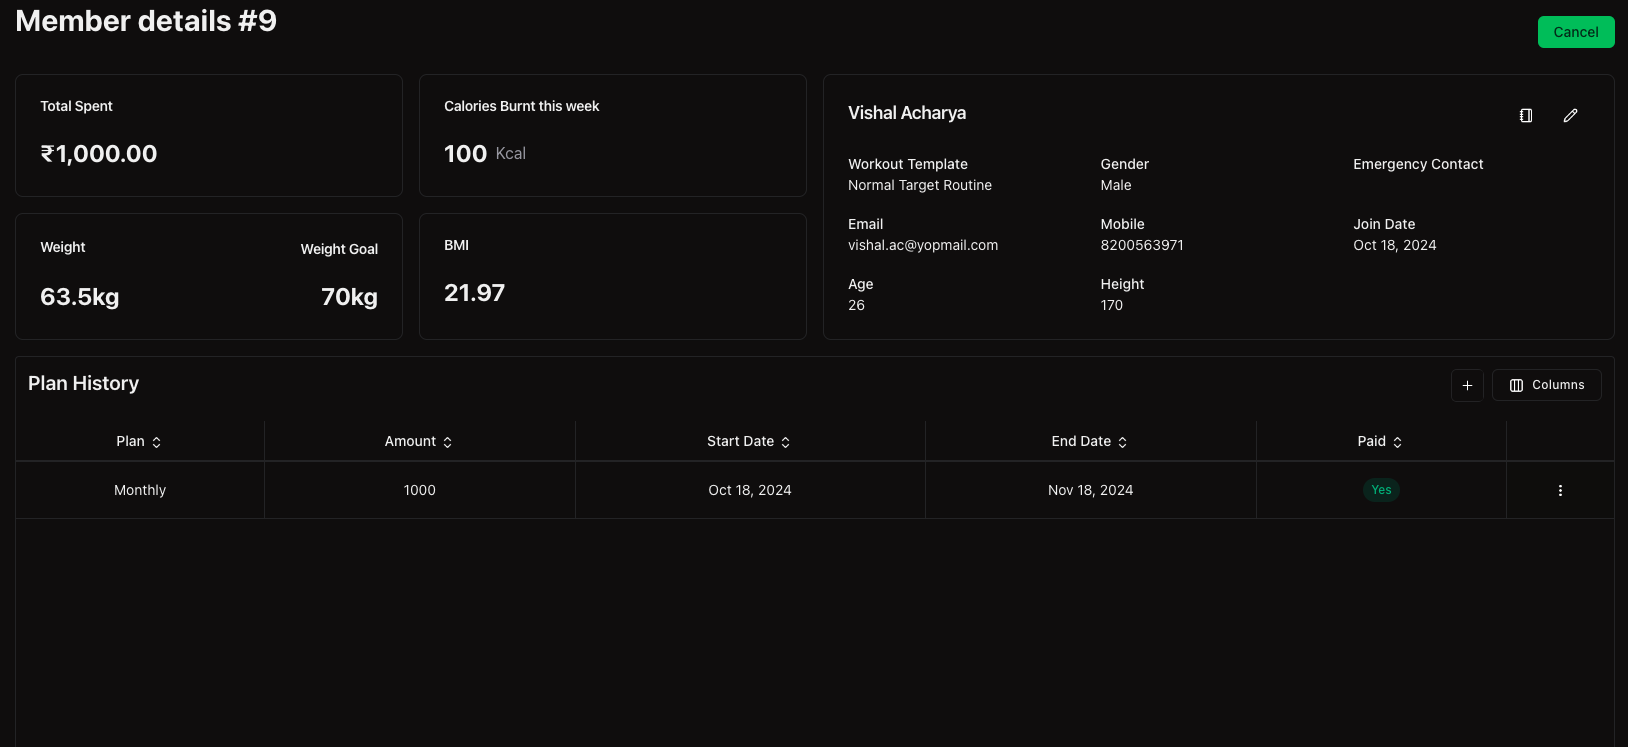 Member details #9
Cancel
Total Spent
₹1,000.00
Calories Burnt this week
100 Kcal
Weight
Weight Goal
63.5kg
70kg
BMI
21.97
Vishal Acharya
Workout Template
Normal Target Routine
Gender
Male
Emergency Contact
Email
vishal.ac@yopmail.com
Mobile
8200563971
Join Date
Oct 18, 2024
Age
26
Height
170
Plan History
Columns
Plan Amount Start Date End Date Paid
Monthly 1000 Oct 18, 2024 Nov 18, 2024 Yes